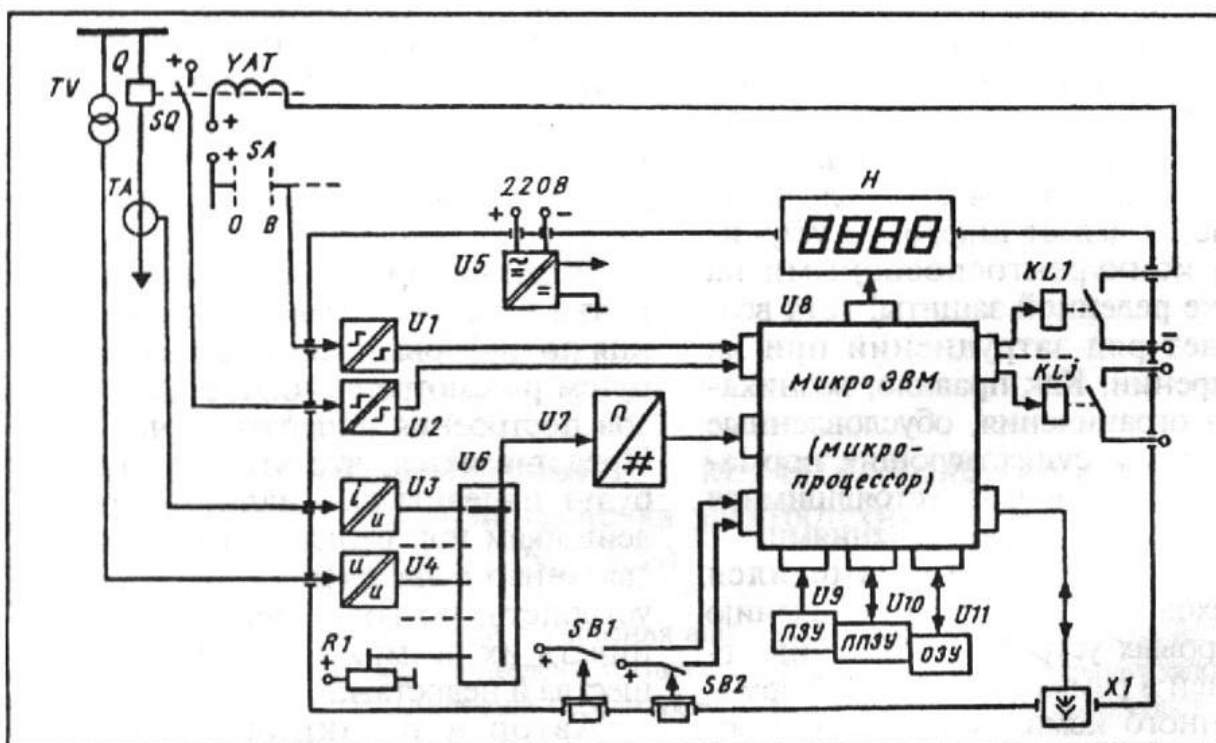 TV
Q
+
YAT
SQ
+
+
SA
TA
О В
220В
+ -
U5
≈
=
=
H
8888
KL1
-
KLj
U1
U2
U8
микро ЭВМ
(микро-
процессор)
U7
п
#
U6
i
u
U3
u
u
U4
R1
+
SB1
+
+
SB2
U9
ПЗУ
U10
ППЗУ
U11
ОЗУ
X1